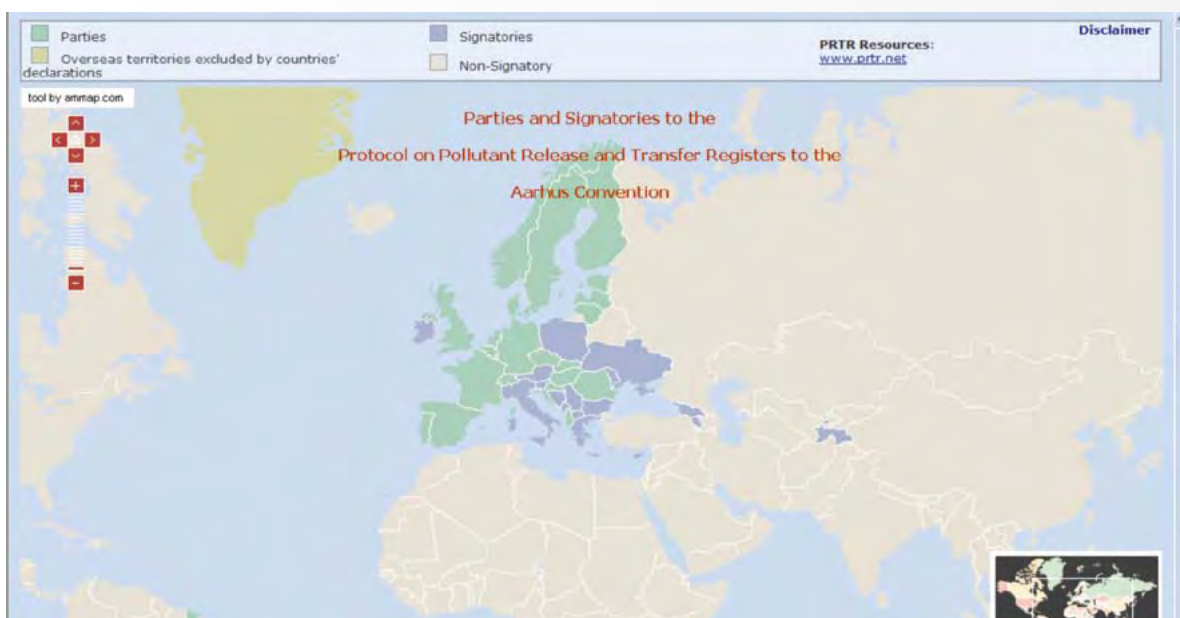 Parties
Overseas territories excluded by countries'
declarations
Signatories
Non-Signatory
PRTR Resources:
www.prtr.net
Disclaimer
tool by ammap.com
Parties and Signatories to the
Protocol on Pollutant Release and Transfer Registers to the
Aarhus Convention